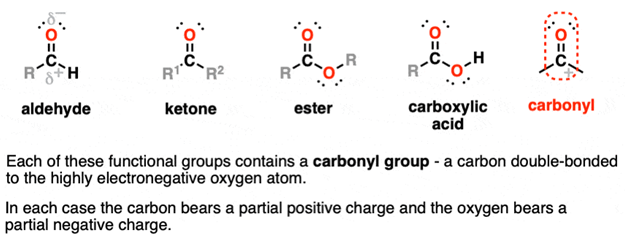 δ–
O O O O O
R C H R¹ C R² R C O R R C O H C
δ+ +
aldehyde ketone ester carboxylic acid carbonyl
Each of these functional groups contains a carbonyl group - a carbon double-bonded
to the highly electronegative oxygen atom.
In each case the carbon bears a partial positive charge and the oxygen bears a
partial negative charge.